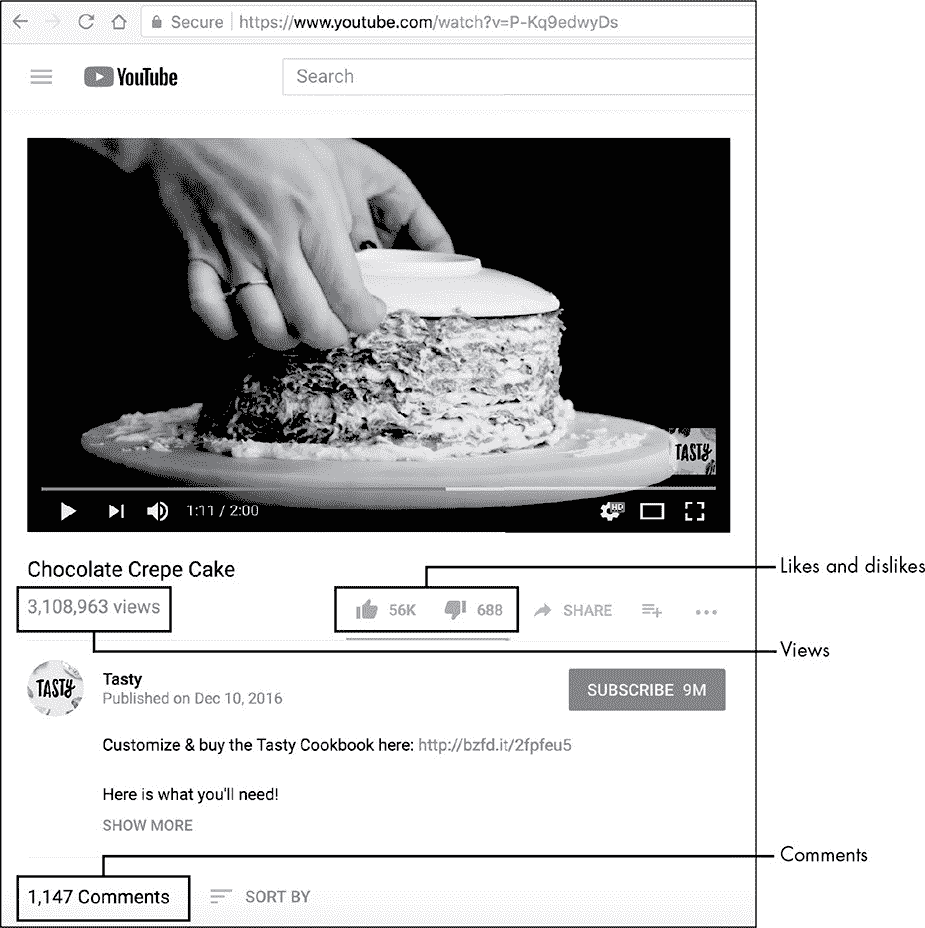 Secure https://www.youtube.com/watch?v=P-Kq9edwyDs
YouTube Search
TASTY
1:11 / 2:00 HD
Chocolate Crepe Cake
Likes and dislikes
3,108,963 views 56K 688 SHARE
Views
TASTY
Tasty
Published on Dec 10, 2016
SUBSCRIBE 9M
Customize & buy the Tasty Cookbook here: http://bzfd.it/2fpfeu5
Here is what you'll need!
SHOW MORE
Comments
1,147 Comments SORT BY